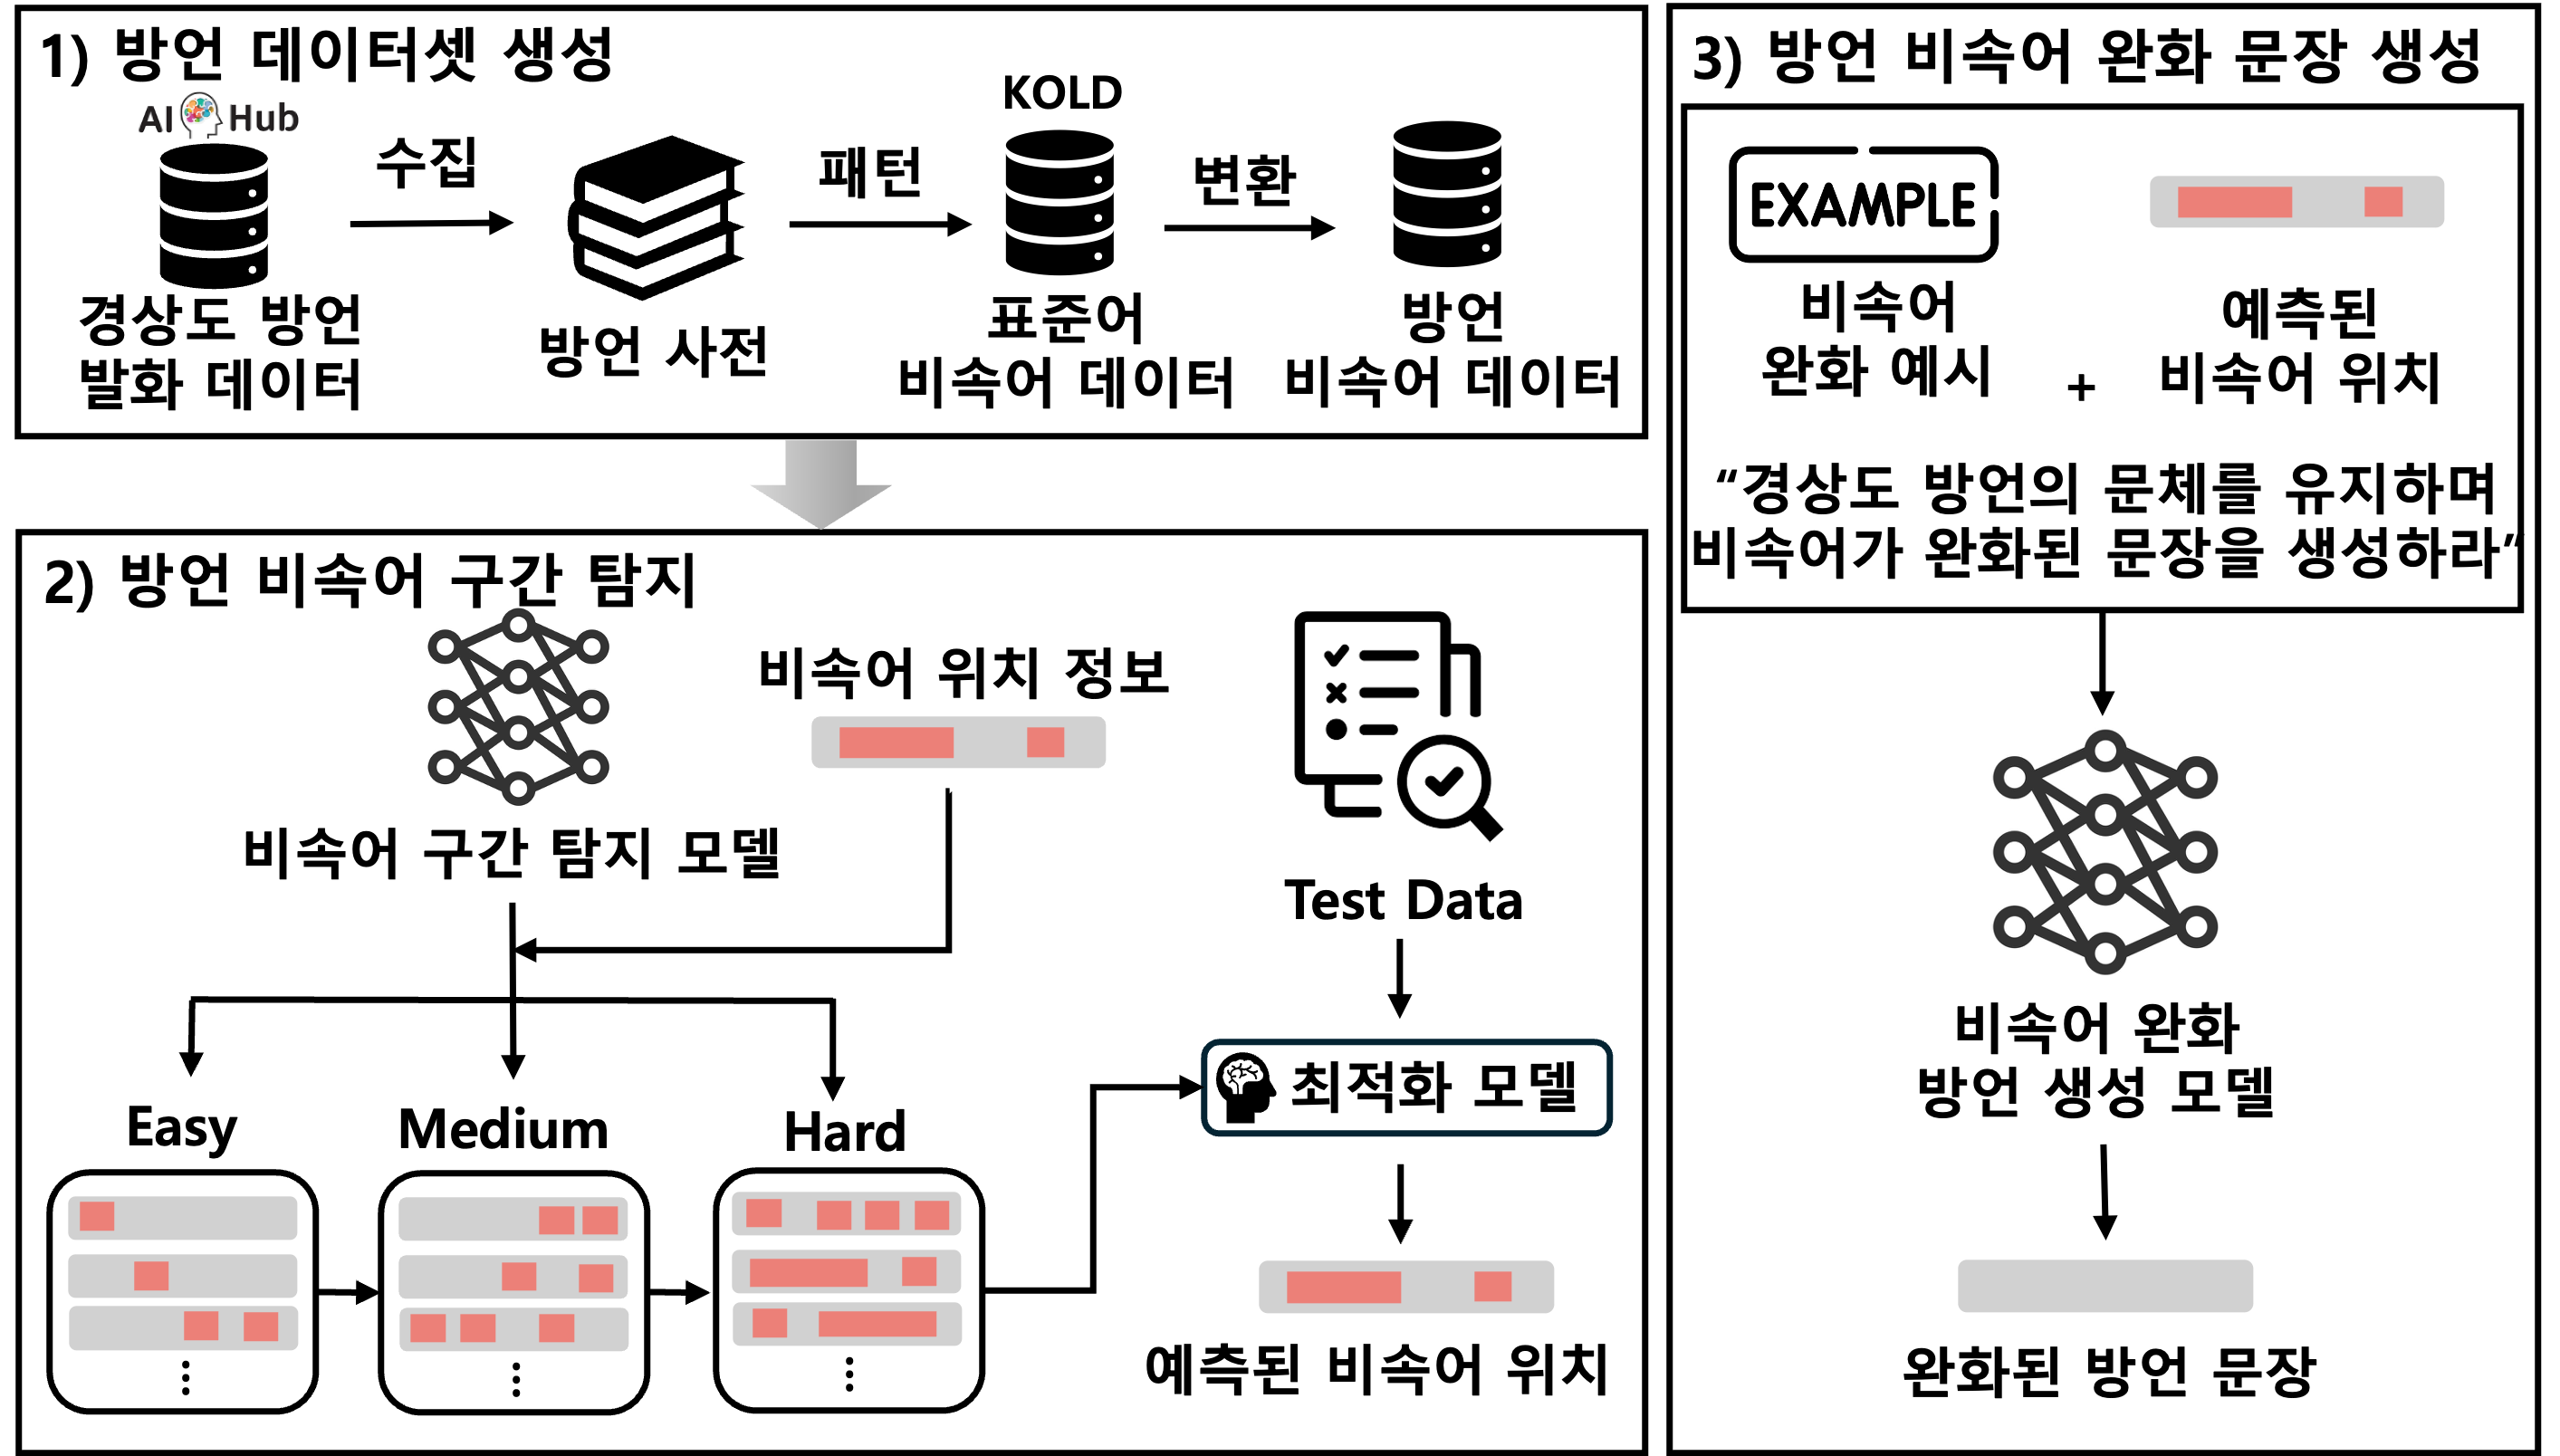 1) 방언 데이터셋 생성
AI Hub
수집
패턴
KOLD
변환
경상도 방언
발화 데이터
방언 사전
표준어
비속어 데이터
방언
비속어 데이터
2) 방언 비속어 구간 탐지
비속어 위치 정보
비속어 구간 탐지 모델
Easy
Medium
Hard
Test Data
최적화 모델
예측된 비속어 위치
3) 방언 비속어 완화 문장 생성
EXAMPLE
비속어
완화 예시
+
예측된
비속어 위치
“경상도 방언의 문체를 유지하며
비속어가 완화된 문장을 생성하라“
비속어 완화
방언 생성 모델
완화된 방언 문장